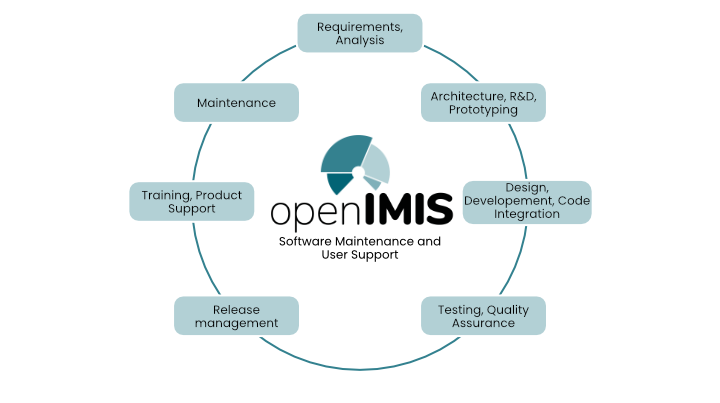 Requirements,
Analysis
Maintenance
Architecture, R&D,
Prototyping
Training, Product
Support
Design,
Developement, Code
Integration
openIMIS
Software Maintenance and
User Support
Release
management
Testing, Quality
Assurance